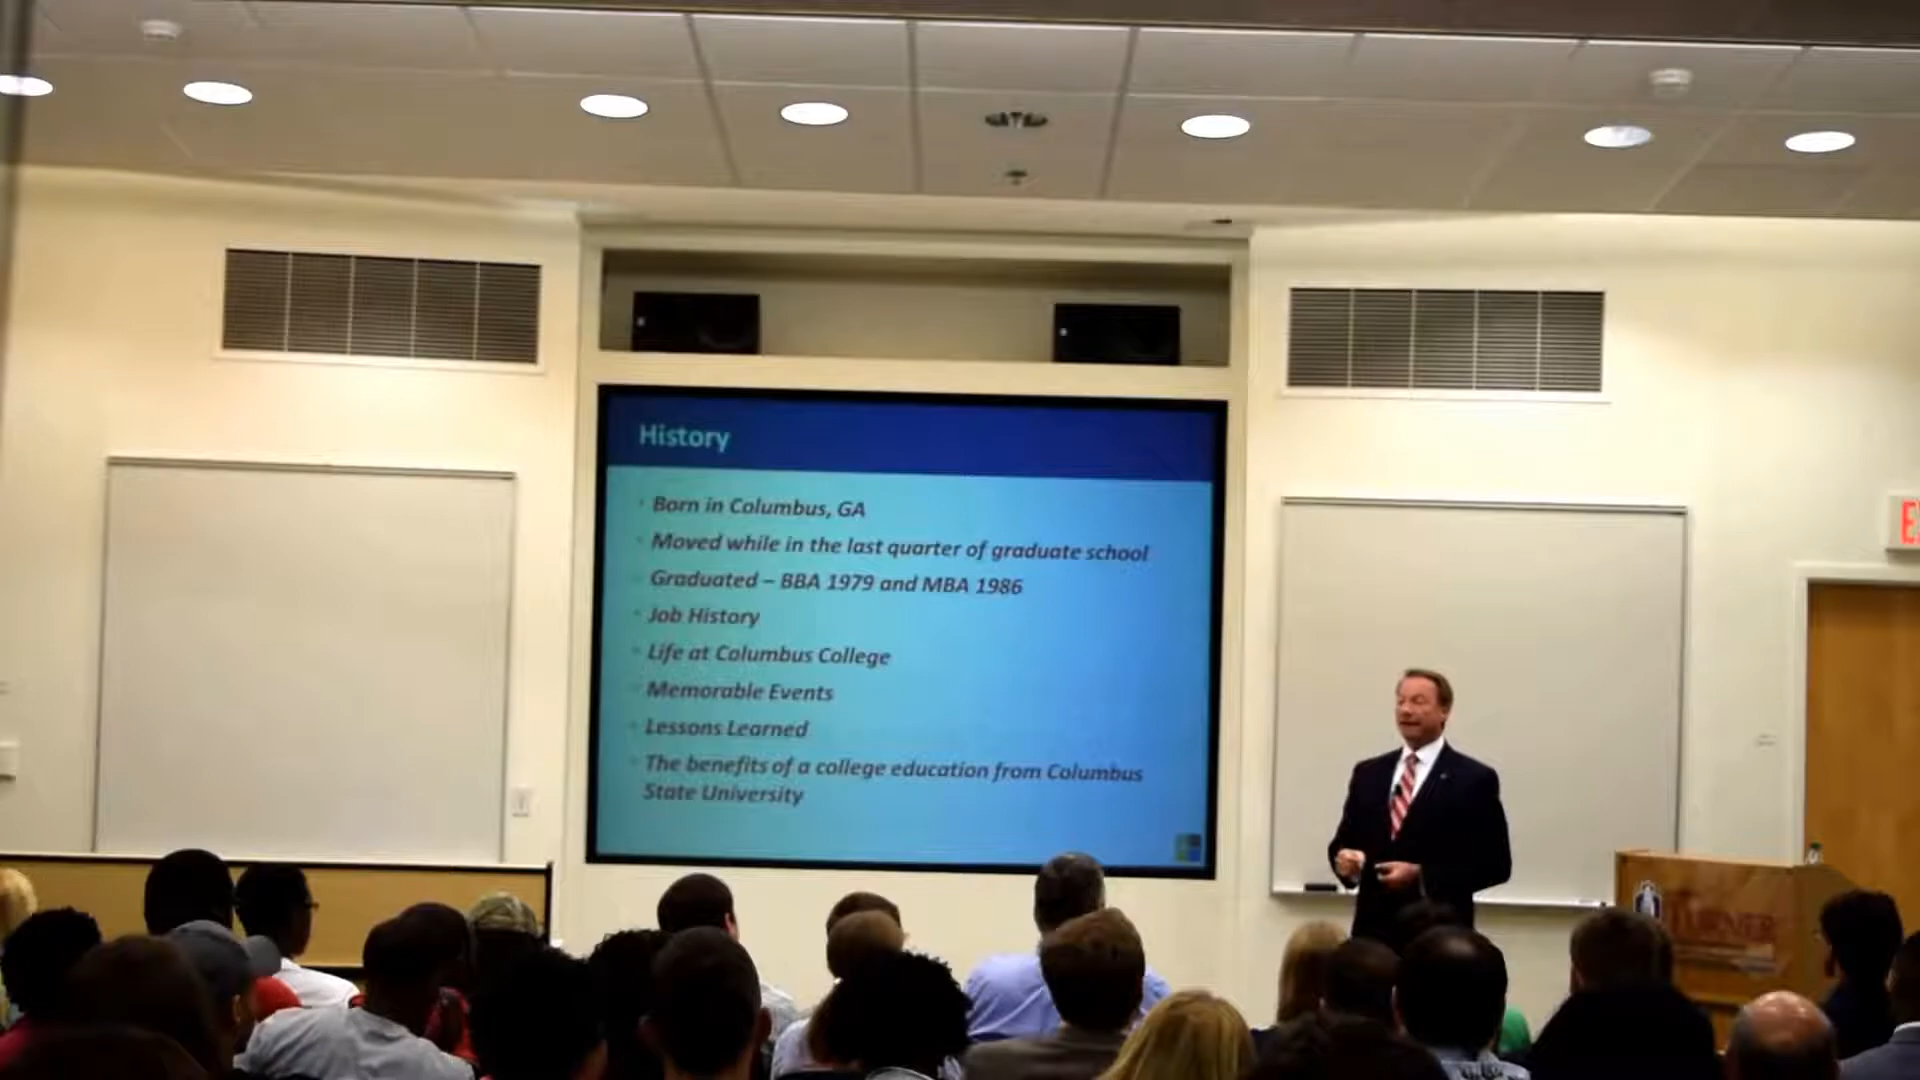 History
Born in Columbus, GA
Moved while in the last quarter of graduate school
Graduated – BBA 1979 and MBA 1986
Job History
Life at Columbus College
Memorable Events
Lessons Learned
The benefits of a college education from Columbus
State University
E
TURNER